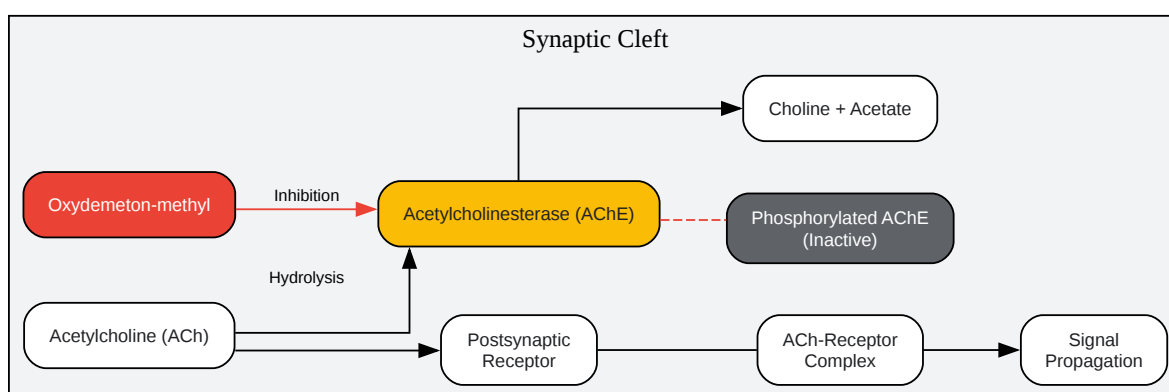 Synaptic Cleft
Choline + Acetate
Oxydemeton-methyl
Inhibition
Acetylcholinesterase (AChE)
Phosphorylated AChE
(Inactive)
Hydrolysis
Acetylcholine (ACh)
Postsynaptic
Receptor
ACh-Receptor
Complex
Signal
Propagation